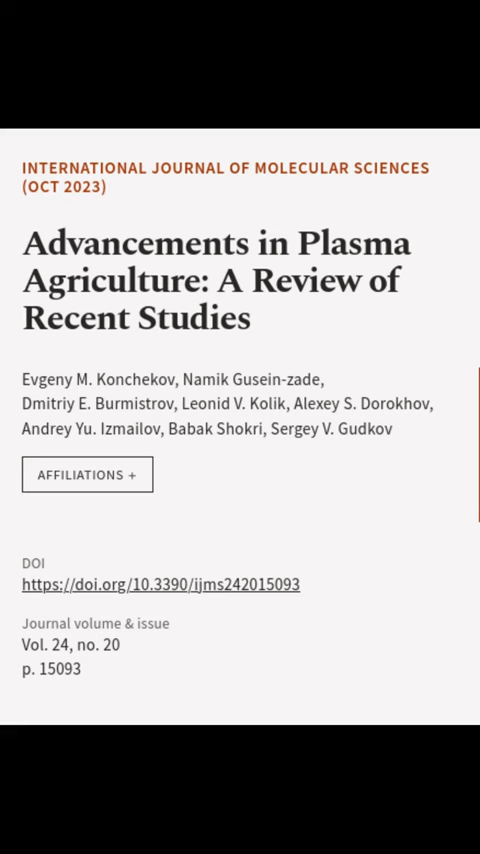 INTERNATIONAL JOURNAL OF MOLECULAR SCIENCES
(OCT 2023)
Advancements in Plasma
Agriculture: A Review of
Recent Studies
Evgeny M. Konchekov, Namik Gusein-zade,
Dmitriy E. Burmistrov, Leonid V. Kolik, Alexey S. Dorokhov,
Andrey Yu. Izmailov, Babak Shokri, Sergey V. Gudkov
AFFILIATIONS +
DOI
https://doi.org/10.3390/ijms242015093
Journal volume & issue
Vol. 24, no. 20
p. 15093